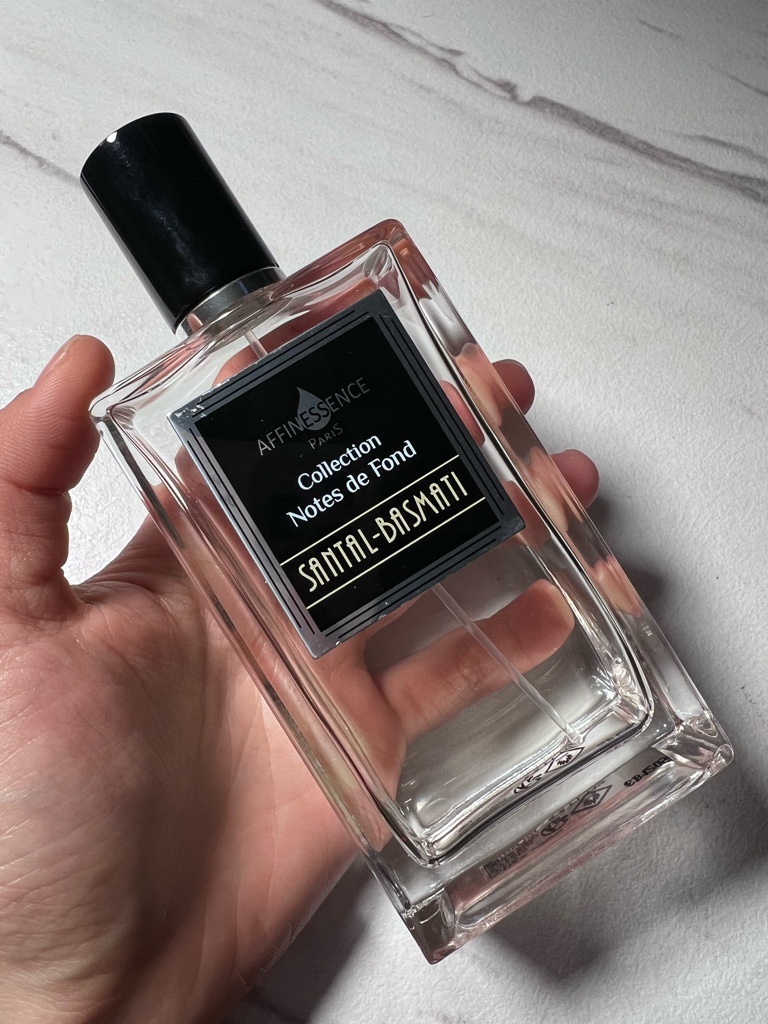 AFFINESSENCE
PARIS
Collection
Notes de Fond
SANTAL-BASMATI